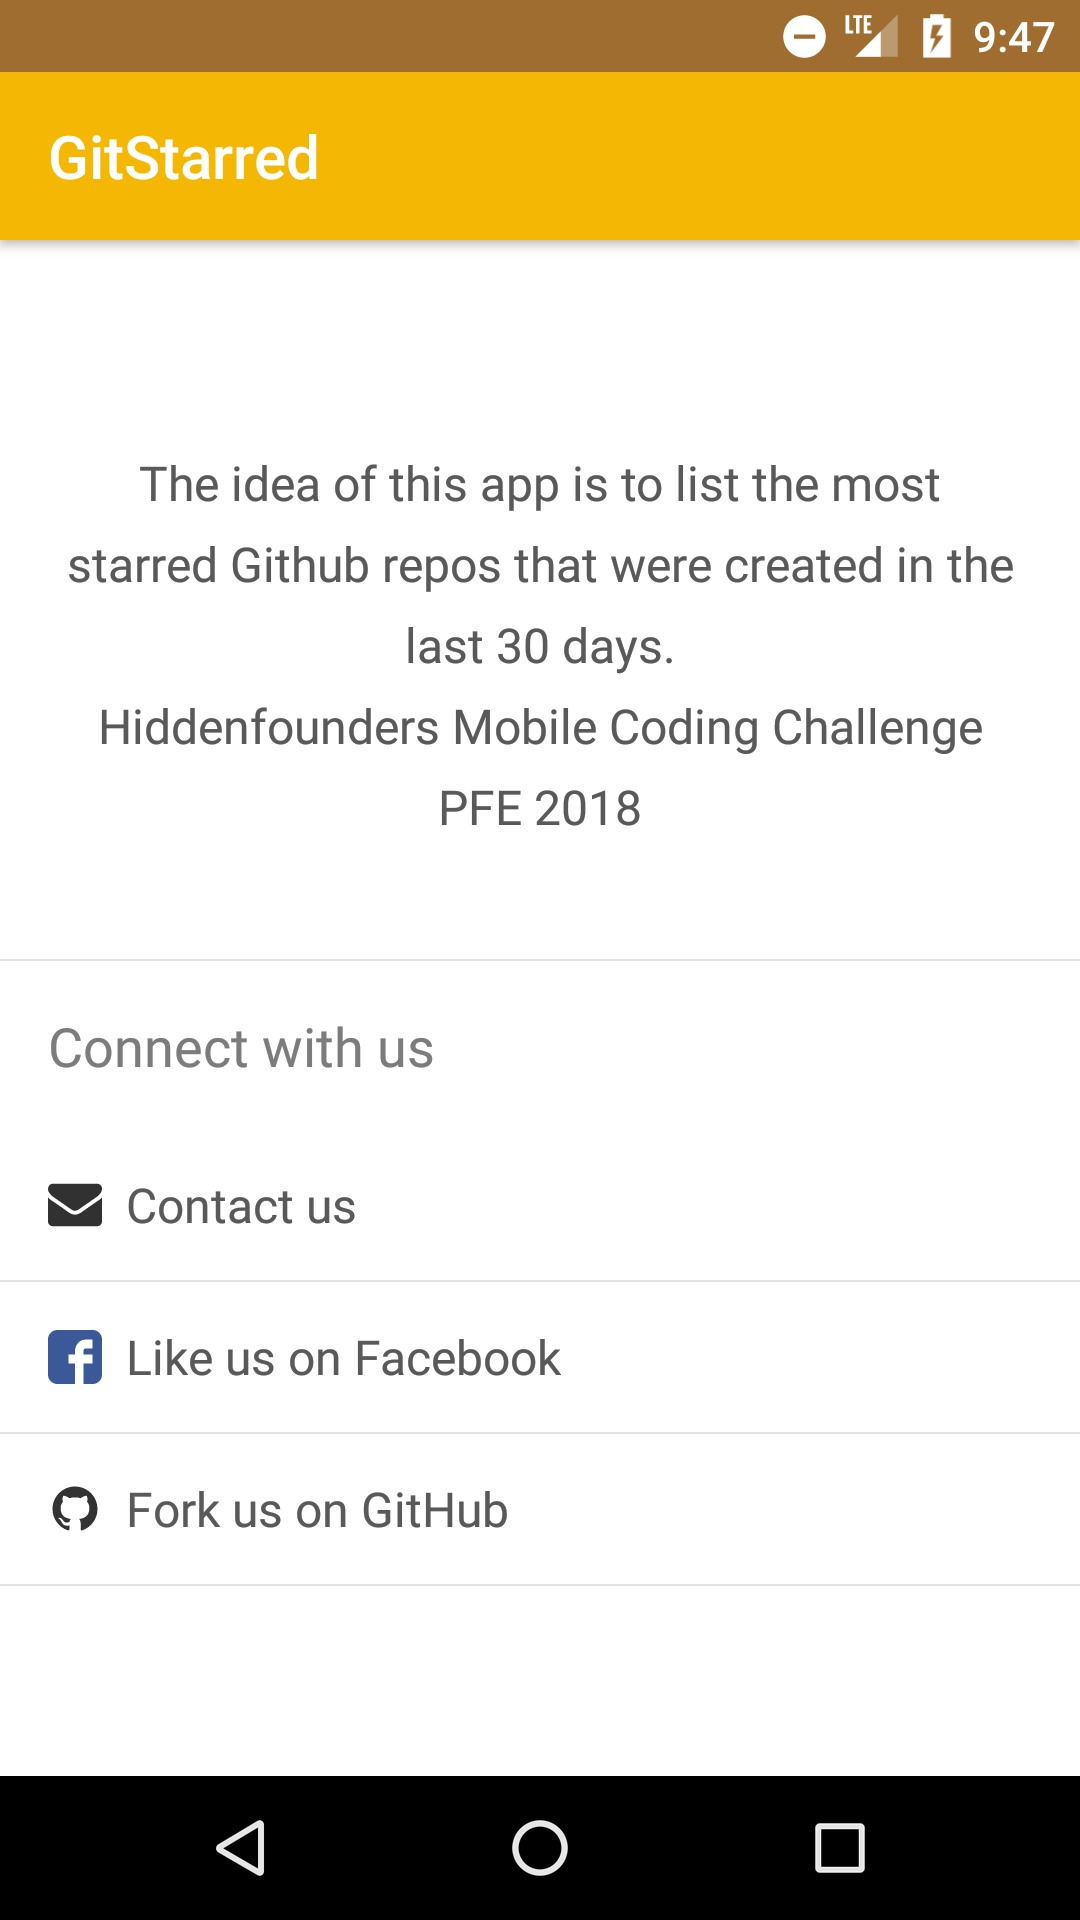 LTE 9:47
GitStarred
The idea of this app is to list the most
starred Github repos that were created in the
last 30 days.
Hiddenfounders Mobile Coding Challenge
PFE 2018
Connect with us
Contact us
Like us on Facebook
Fork us on GitHub